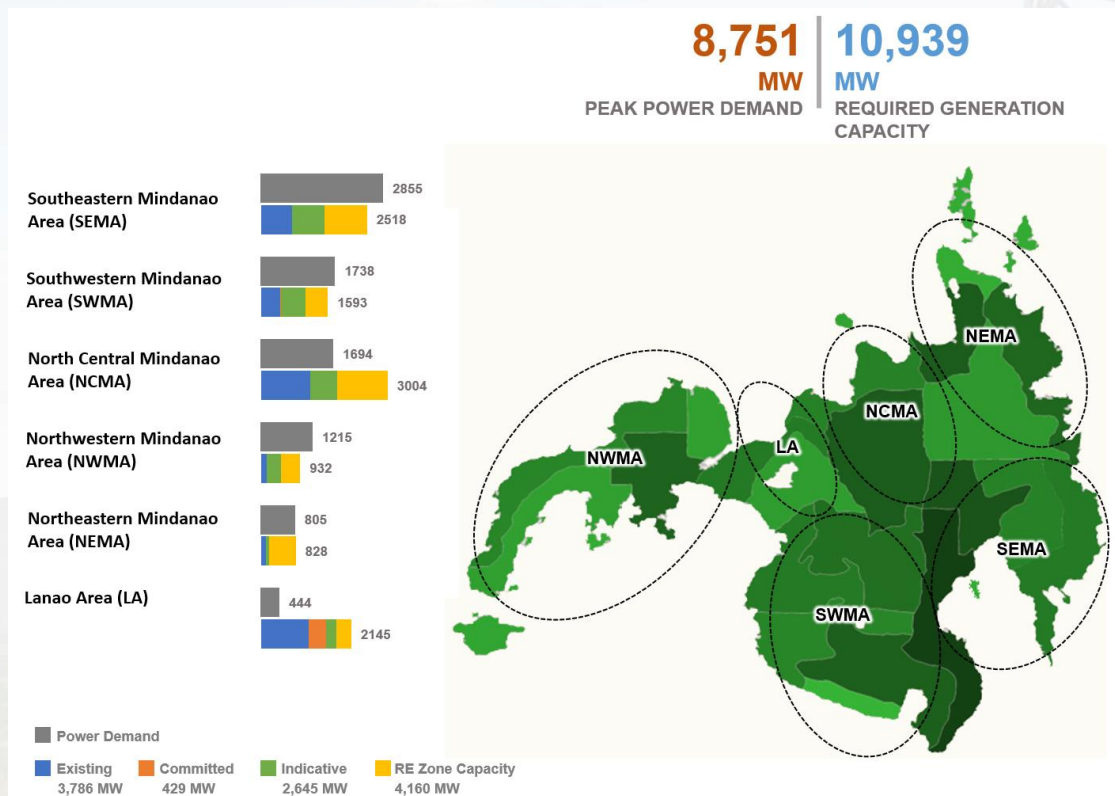 8,751
MW
PEAK POWER DEMAND
10,939
MW
REQUIRED GENERATION
CAPACITY
Southeastern Mindanao
Area (SEMA)
2855
2518
Southwestern Mindanao
Area (SWMA)
1738
1593
North Central Mindanao
Area (NCMA)
1694
3004
Northwestern Mindanao
Area (NWMA)
1215
932
Northeastern Mindanao
Area (NEMA)
805
828
Lanao Area (LA)
444
2145
NEMA
NCMA
LA
NWMA
SEMA
SWMA
Power Demand
Existing
3,786 MW
Committed
429 MW
Indicative
2,645 MW
RE Zone Capacity
4,160 MW